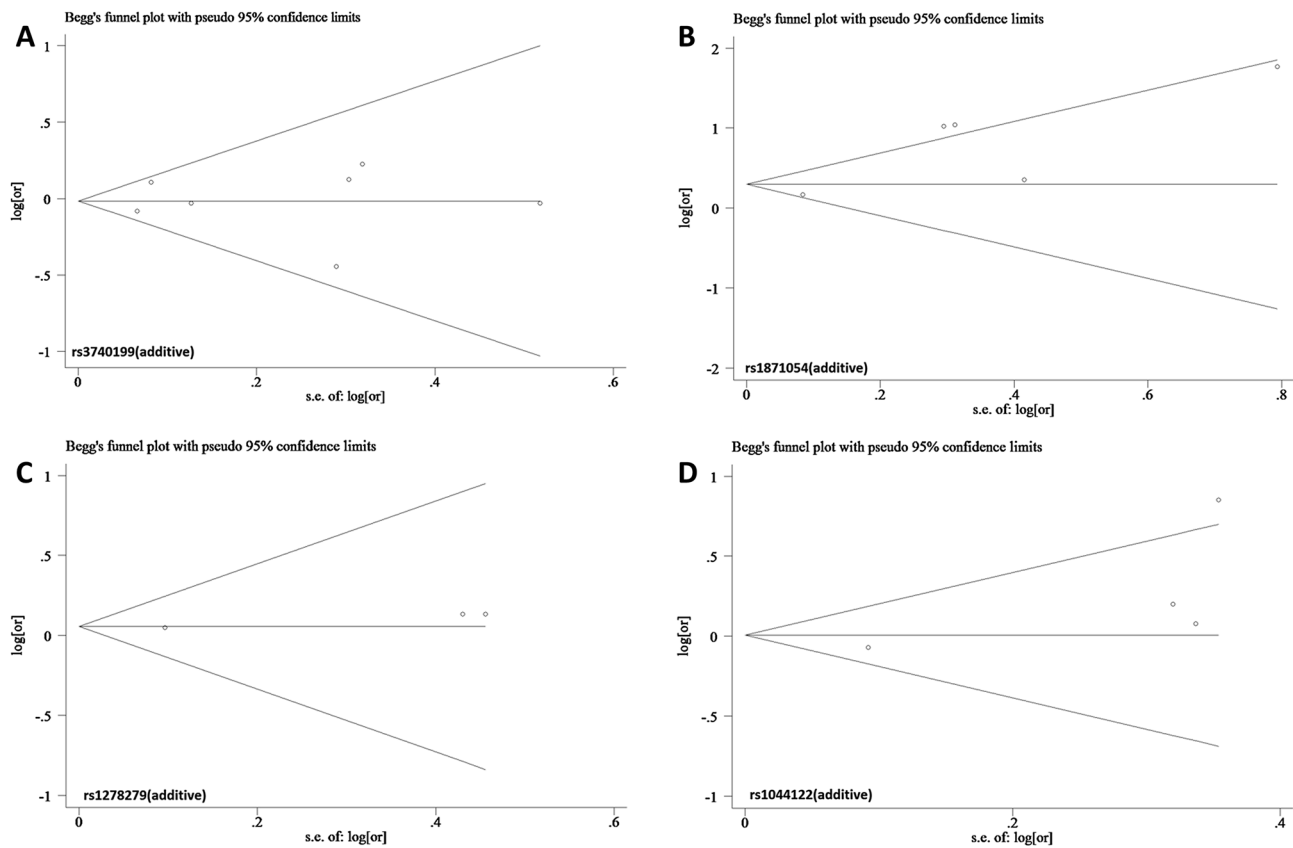 Begg's funnel plot with pseudo 95% confidence limits
A
1
.5
0
-.5
-1
log[or]
rs3740199(additive)
0 .2 .4 .6
s.e. of: log[or]
Begg's funnel plot with pseudo 95% confidence limits
B
2
1
0
-1
-2
log[or]
rs1871054(additive)
0 .2 .4 .6 .8
s.e. of: log[or]
Begg's funnel plot with pseudo 95% confidence limits
C
1
.5
0
-.5
-1
log[or]
rs1278279(additive)
0 .2 .4 .6
s.e. of: log[or]
Begg's funnel plot with pseudo 95% confidence limits
D
1
.5
0
-.5
-1
log[or]
rs1044122(additive)
0 .2 .4
s.e. of: log[or]